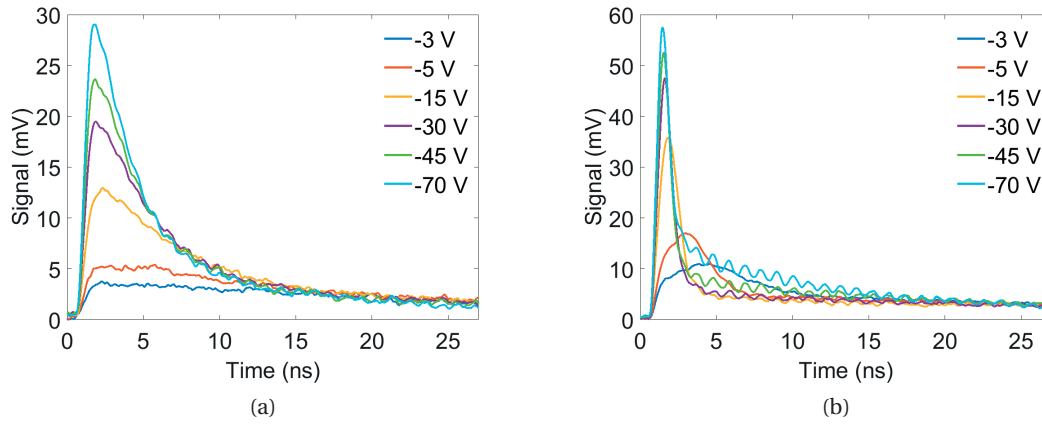 30
25
20
15
10
5
0
Signal (mV)
0 5 10 15 20 25
Time (ns)
-3 V
-5 V
-15 V
-30 V
-45 V
-70 V
(a)
60
50
40
30
20
10
0
Signal (mV)
0 5 10 15 20 25
Time (ns)
-3 V
-5 V
-15 V
-30 V
-45 V
-70 V
(b)